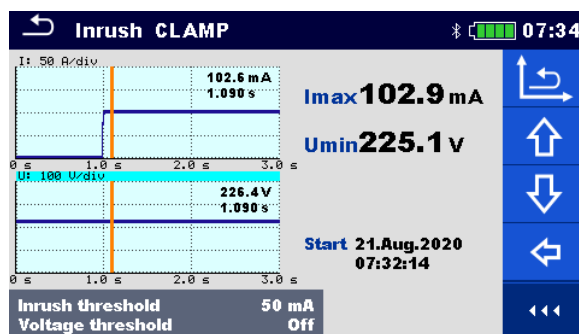 Inrush CLAMP
07:34
I: 50 A/div
102.6 mA
1.090 s
0 s 1.0 s 2.0 s 3.0 s
Imax 102.9 mA
Umin 225.1 V
U: 100 V/div
226.4 V
1.090 s
0 s 1.0 s 2.0 s 3.0 s
Start 21.Aug.2020
07:32:14
Inrush threshold 50 mA
Voltage threshold Off